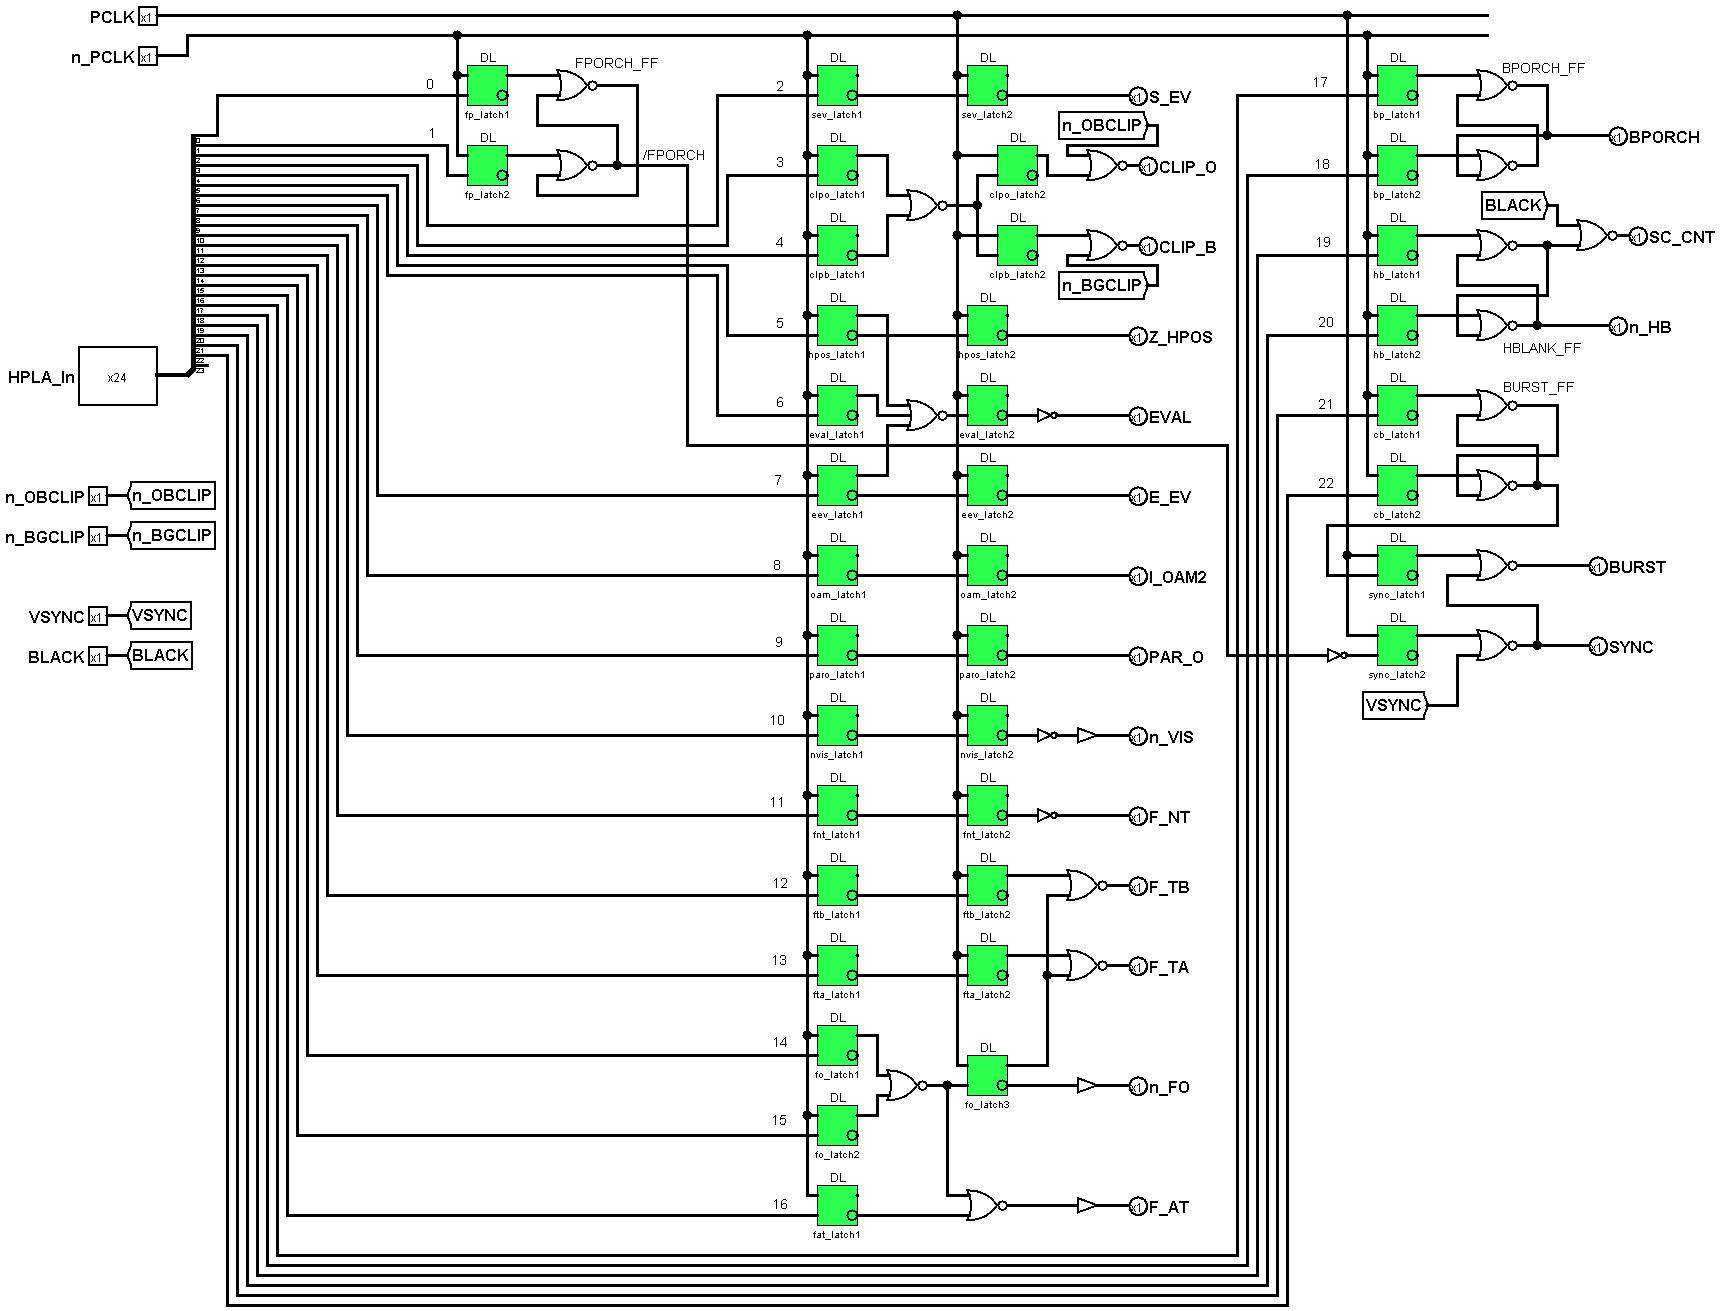 PCLK x1
n_PCLK x1
HPLA_In x24
0
1
2
3
4
5
6
7
8
9
10
11
12
13
14
15
16
17
18
19
20
21
22
23
n_OBCLIP x1 n_OBCLIP
n_BGCLIP x1 n_BGCLIP
VSYNC x1 VSYNC
BLACK x1 BLACK
0
DL
fp_latch1
FPORCH_FF
1
DL
fp_latch2
/FPORCH
2
DL
sev_latch1
DL
sev_latch2
x1 S_EV
n_OBCLIP
3
DL
clpo_latch1
DL
clpo_latch2
x1 CLIP_O
4
DL
clpb_latch1
DL
clpb_latch2
x1 CLIP_B
n_BGCLIP
5
DL
hpos_latch1
DL
hpos_latch2
x1 Z_HPOS
6
DL
eval_latch1
DL
eval_latch2
x1 EVAL
7
DL
eev_latch1
DL
eev_latch2
x1 E_EV
8
DL
oam_latch1
DL
oam_latch2
x1 I_OAM2
9
DL
paro_latch1
DL
paro_latch2
x1 PAR_O
10
DL
nvis_latch1
DL
nvis_latch2
x1 n_VIS
11
DL
fnt_latch1
DL
fnt_latch2
x1 F_NT
12
DL
ftb_latch1
DL
ftb_latch2
x1 F_TB
13
DL
fta_latch1
DL
fta_latch2
x1 F_TA
14
DL
fo_latch1
15
DL
fo_latch2
DL
fo_latch3
x1 n_FO
16
DL
fat_latch1
x1 F_AT
17
DL
bp_latch1
BPORCH_FF
x1 BPORCH
18
DL
bp_latch2
BLACK
19
DL
hb_latch1
x1 SC_CNT
20
DL
hb_latch2
x1 n_HB
HBLANK_FF
21
DL
cb_latch1
BURST_FF
22
DL
cb_latch2
DL
sync_latch1
x1 BURST
DL
sync_latch2
x1 SYNC
VSYNC